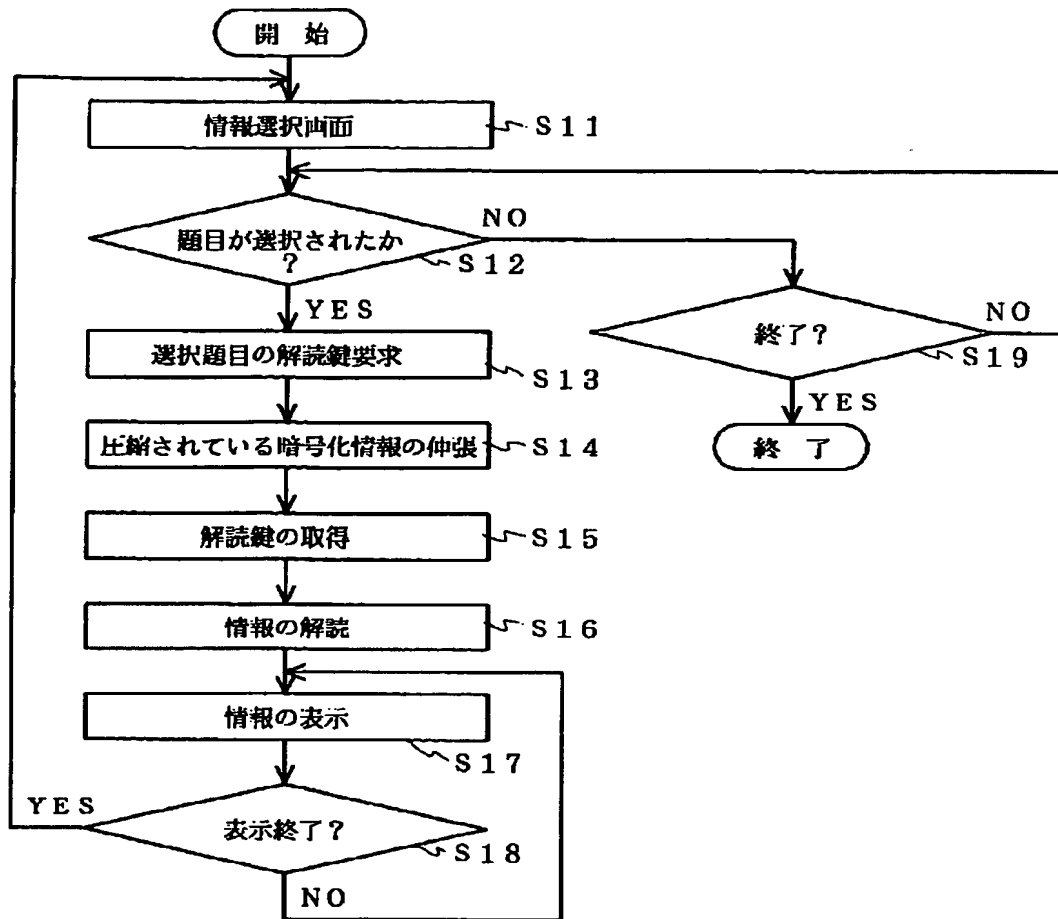 開 始
情報選択画面
S11
題目が選択されたか
?
S12
NO
YES
終了?
S19
NO
YES
終 了
選択題目の解読鍵要求
S13
圧縮されている暗号化情報の伸張
S14
解読鍵の取得
S15
情報の解読
S16
情報の表示
S17
表示終了?
S18
YES
NO